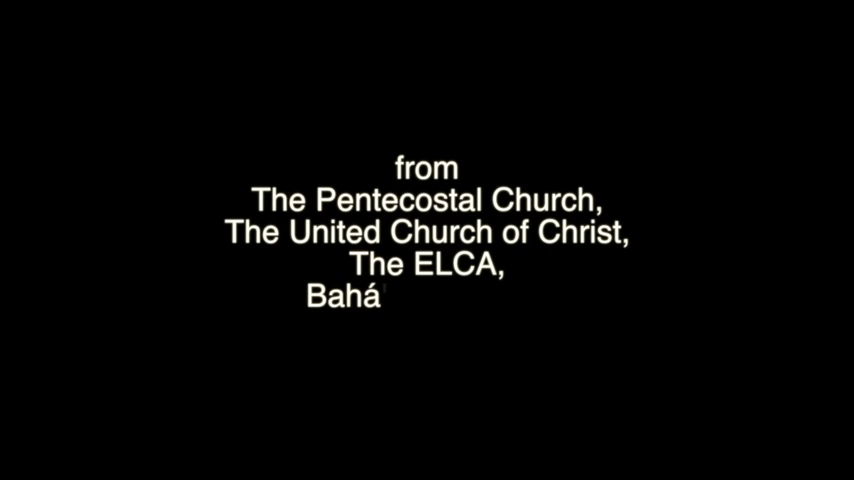 from
The Pentecostal Church,
The United Church of Christ,
The ELCA,
Bahá'